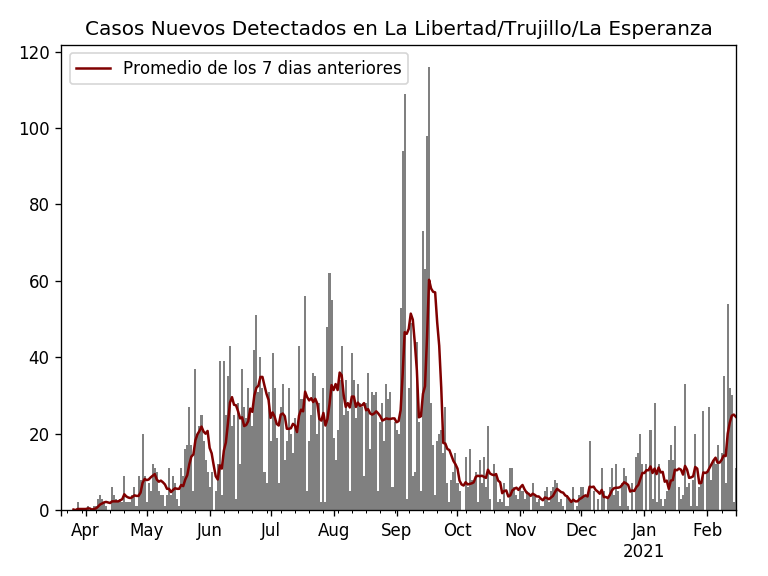 Casos Nuevos Detectados en La Libertad/Trujillo/La Esperanza
Promedio de los 7 dias anteriores
120
100
80
60
40
20
0
Apr May Jun Jul Aug Sep Oct Nov Dec Jan Feb
2021